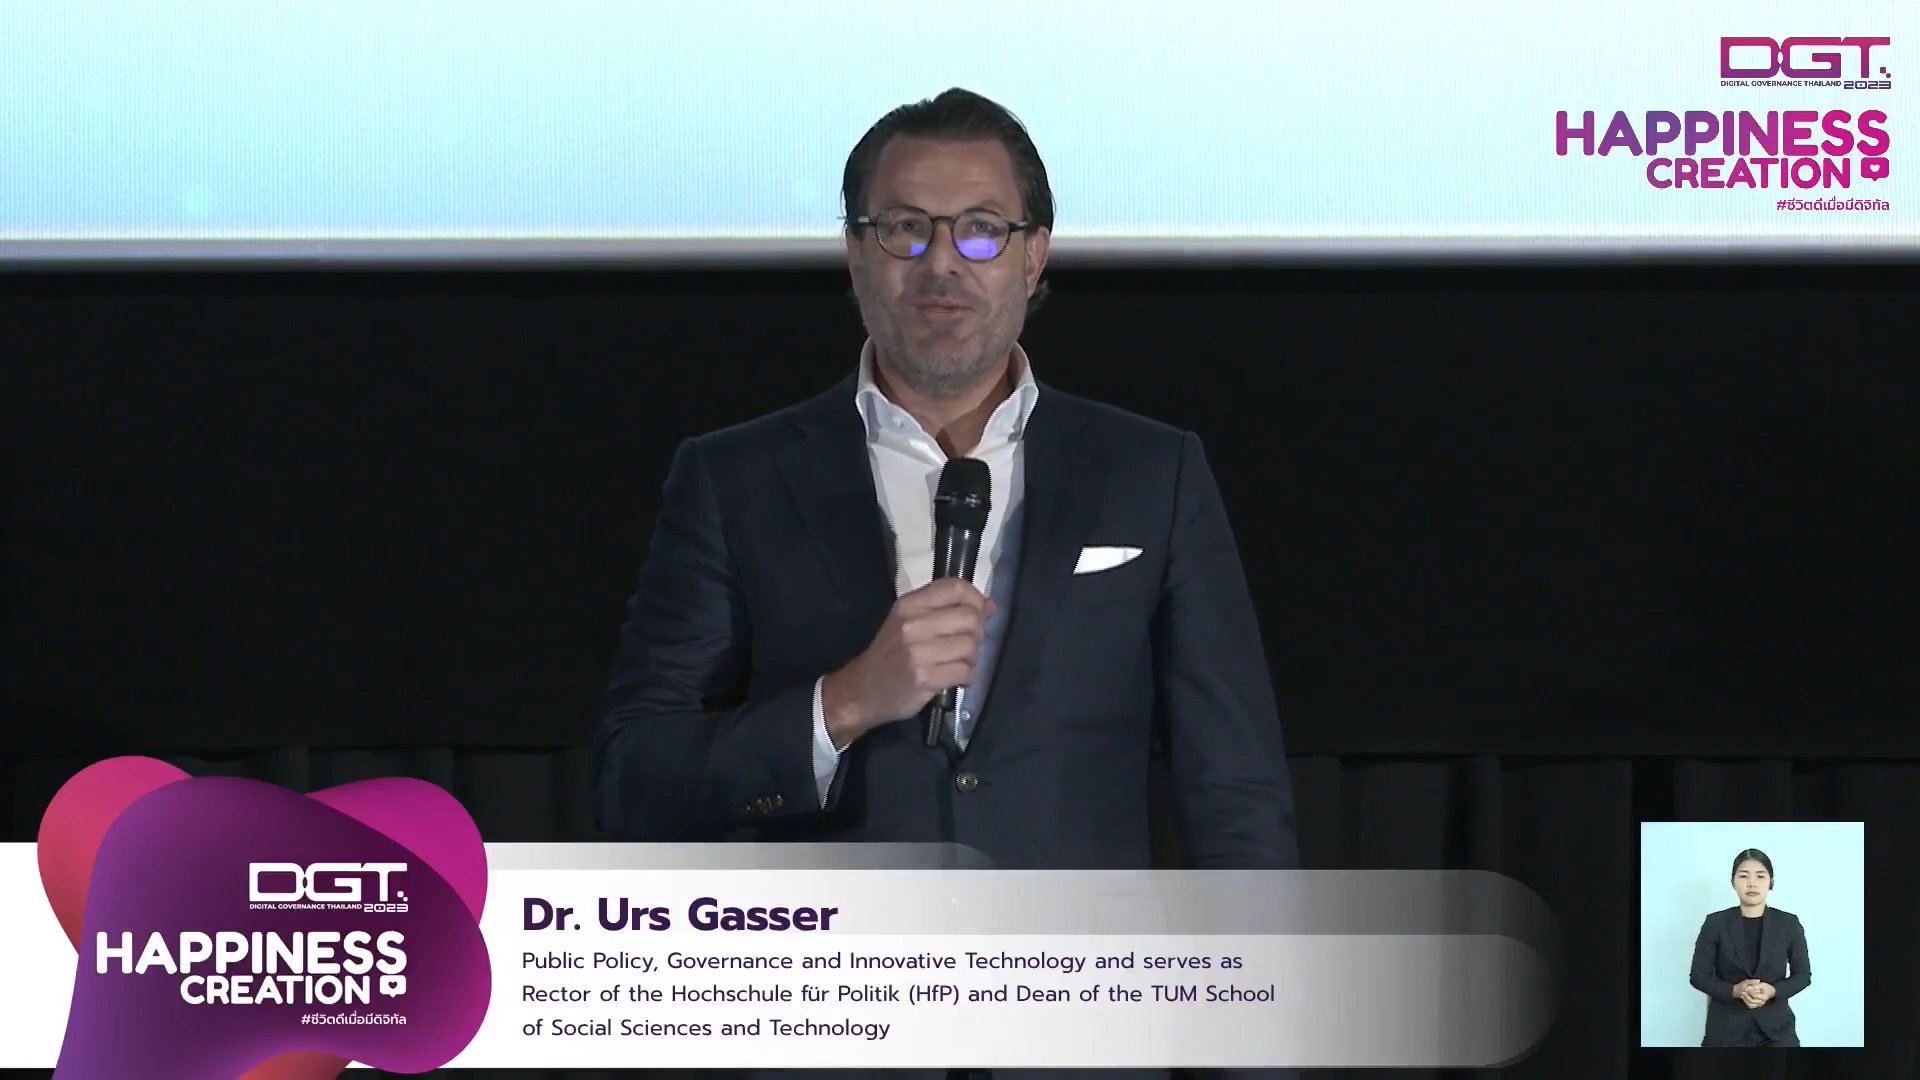 DGT.
DIGITAL GOVERNANCE THAILAND 2023
HAPPINESS
CREATION
#ชีวิตดีเมื่อมีดิจิทัล
DGT.
DIGITAL GOVERNANCE THAILAND 2023
HAPPINESS
CREATION
#ชีวิตดีเมื่อมีดิจิทัล
Dr. Urs Gasser
Public Policy, Governance and Innovative Technology and serves as
Rector of the Hochschule für Politik (HfP) and Dean of the TUM School
of Social Sciences and Technology